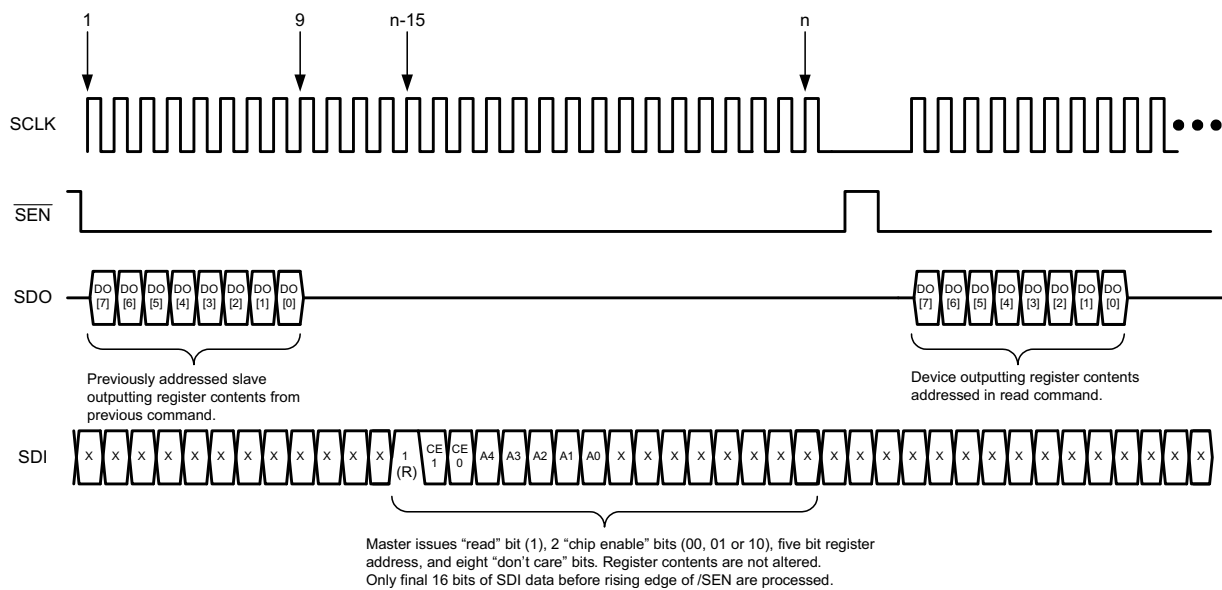 1 9 n-15 n
SCLK
SEN
SDO
DO [7] DO [6] DO [5] DO [4] DO [3] DO [2] DO [1] DO [0]
DO [7] DO [6] DO [5] DO [4] DO [3] DO [2] DO [1] DO [0]
Previously addressed slave
outputting register contents from
previous command.
Device outputting register contents
addressed in read command.
SDI
X X X X X X X X X X X X 1 (R) CE 1 CE 0 A4 A3 A2 A1 A0 X X X X X X X X X X X X X X X X X X X X X X X
Master issues “read” bit (1), 2 “chip enable” bits (00, 01 or 10), five bit register
address, and eight “don’t care” bits. Register contents are not altered.
Only final 16 bits of SDI data before rising edge of /SEN are processed.